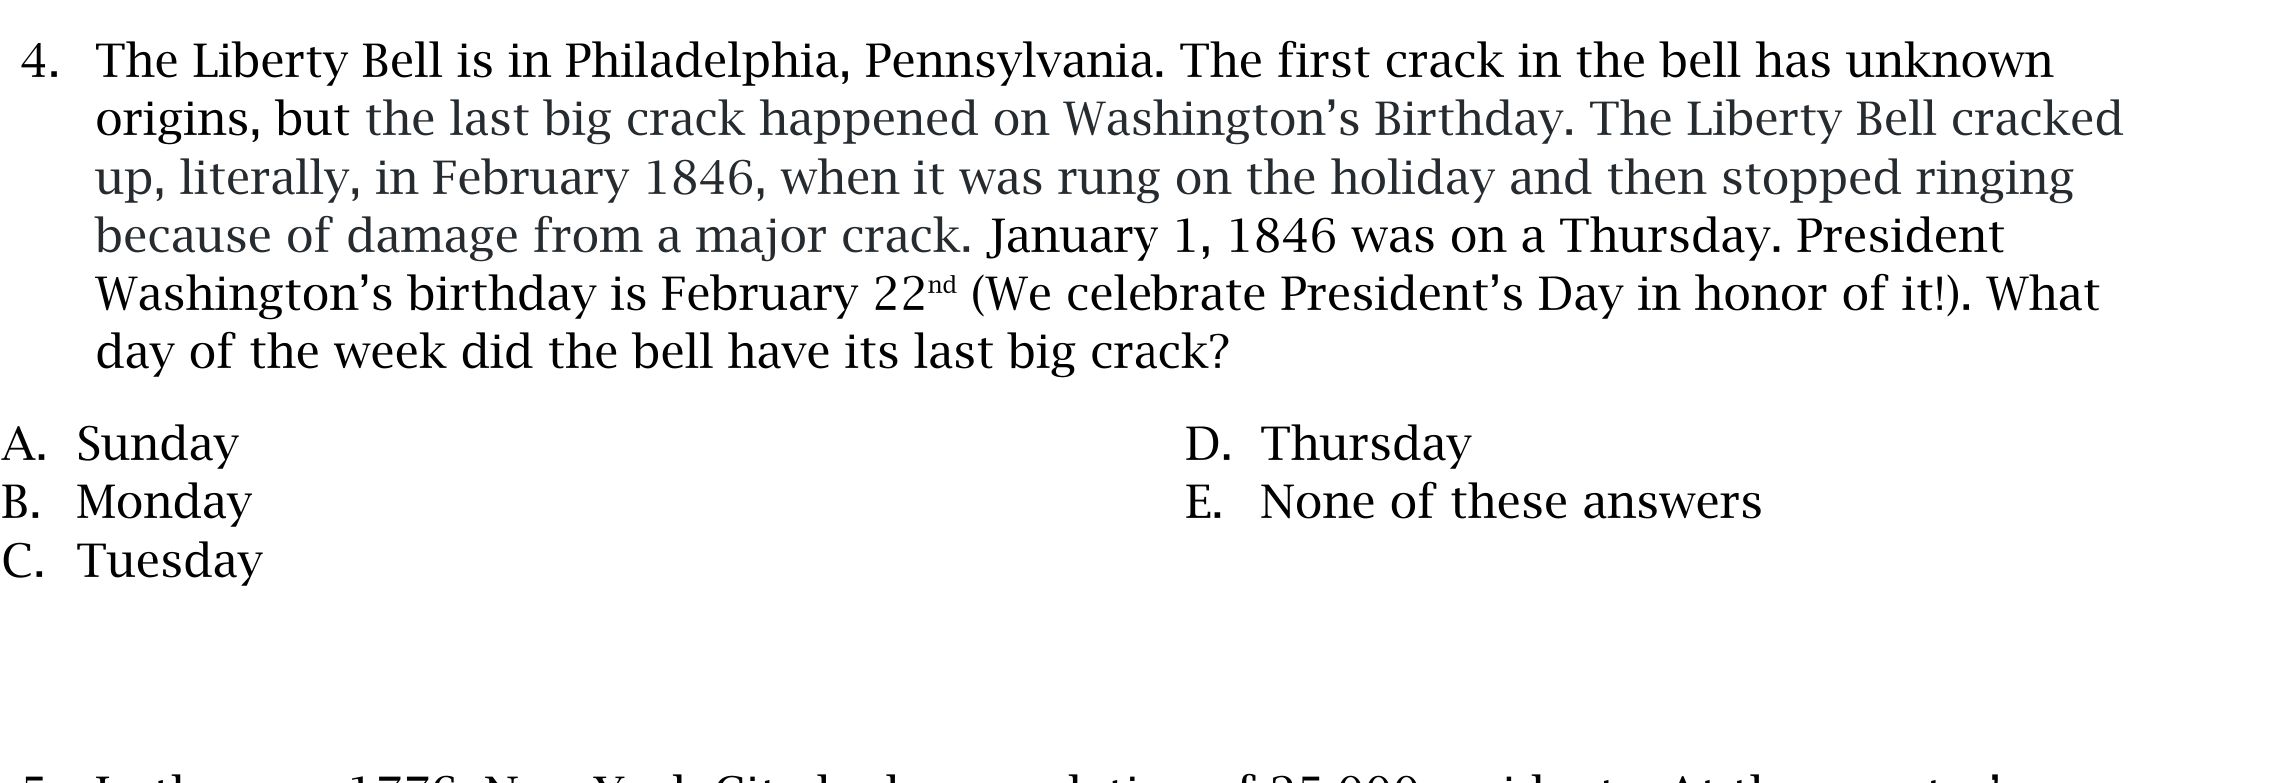 4. The Liberty Bell is in Philadelphia, Pennsylvania. The first crack in the bell has unknown
origins, but the last big crack happened on Washington’s Birthday. The Liberty Bell cracked
up, literally, in February 1846, when it was rung on the holiday and then stopped ringing
because of damage from a major crack. January 1, 1846 was on a Thursday. President
Washington’s birthday is February 22nd (We celebrate President’s Day in honor of it!). What
day of the week did the bell have its last big crack?
A. Sunday
B. Monday
C. Tuesday
D. Thursday
E. None of these answers